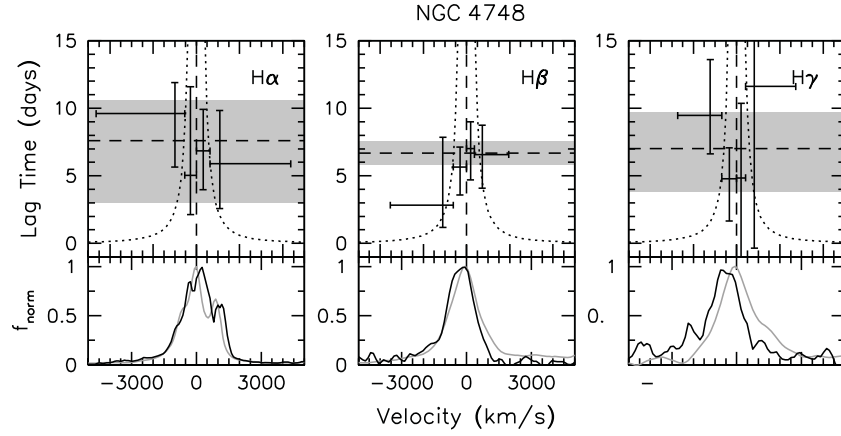 NGC 4748
15 15 15
Hα Hβ Hγ
Lag Time (days)
10 10 10
5 5 5
0 0 0
1 1 1
f_norm
0.5 0.5 0.
0 0 0
−3000 0 3000 −3000 0 3000 − 0
Velocity (km/s)